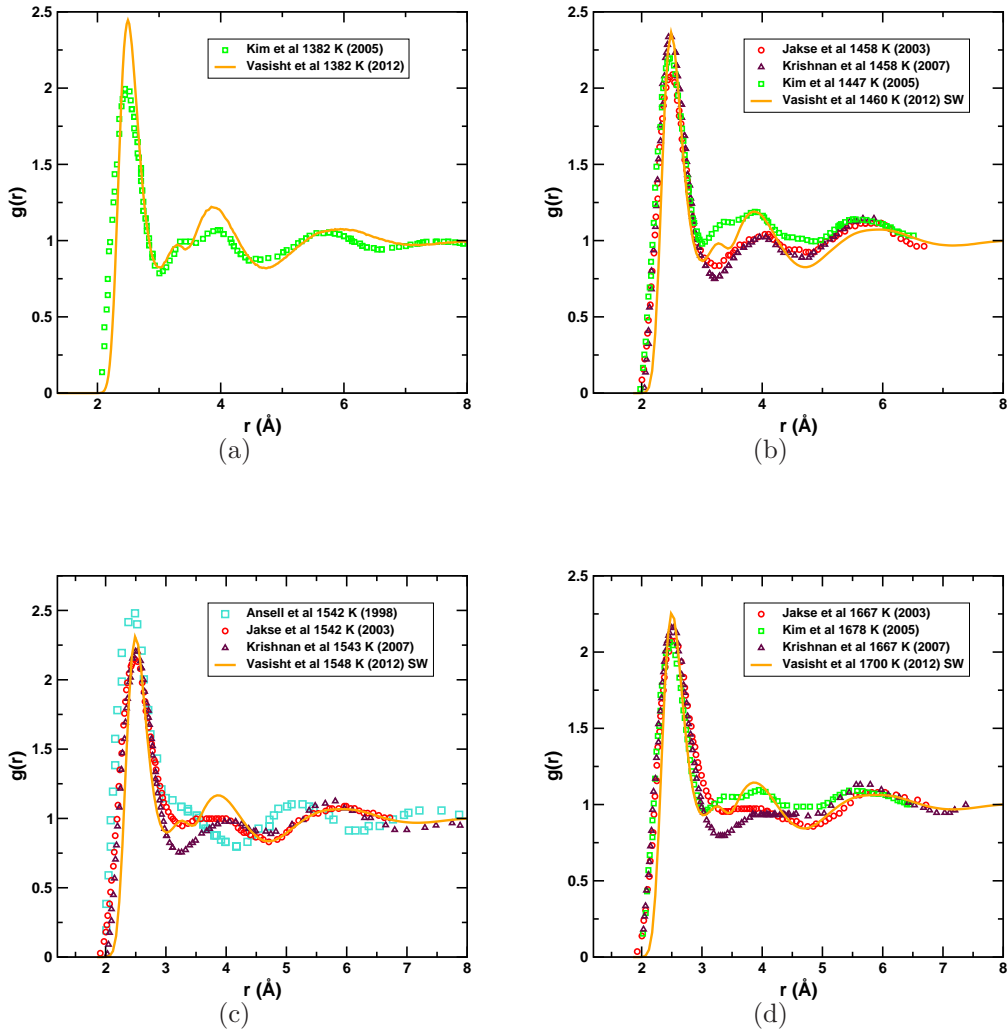 2.5
2
1.5
1
0.5
0
g(r)
Kim et al 1382 K (2005)
Vasisht et al 1382 K (2012)
2
4
6
8
r (Å)
(a)
2.5
2
1.5
1
0.5
0
g(r)
Jakse et al 1458 K (2003)
Krishnan et al 1458 K (2007)
Kim et al 1447 K (2005)
Vasisht et al 1460 K (2012) SW
2
3
4
5
6
8
r (Å)
(b)
2.5
2
1.5
1
0.5
0
g(r)
Ansell et al 1542 K (1998)
Jakse et al 1542 K (2003)
Krishnan et al 1543 K (2007)
Vasisht et al 1548 K (2012) SW
2
3
4
5
6
7
8
r (Å)
(c)
2.5
2
1.5
1
0.5
0
g(r)
Jakse et al 1667 K (2003)
Kim et al 1678 K (2005)
Krishnan et al 1667 K (2007)
Vasisht et al 1700 K (2012) SW
2
3
4
5
6
7
8
r (Å)
(d)